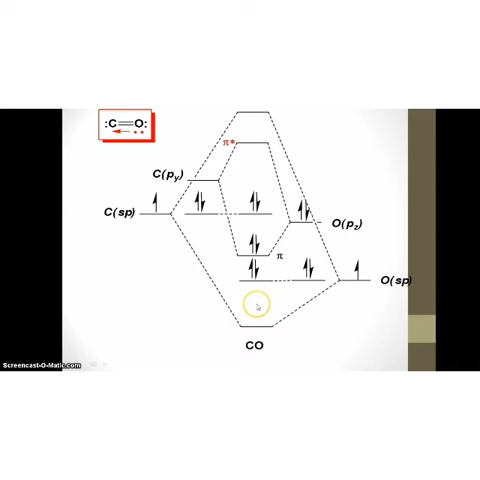 :C=O:
π*
C(py)
C(sp)
O(pz)
π
O(sp)
CO
Screencast-O-Matic.com